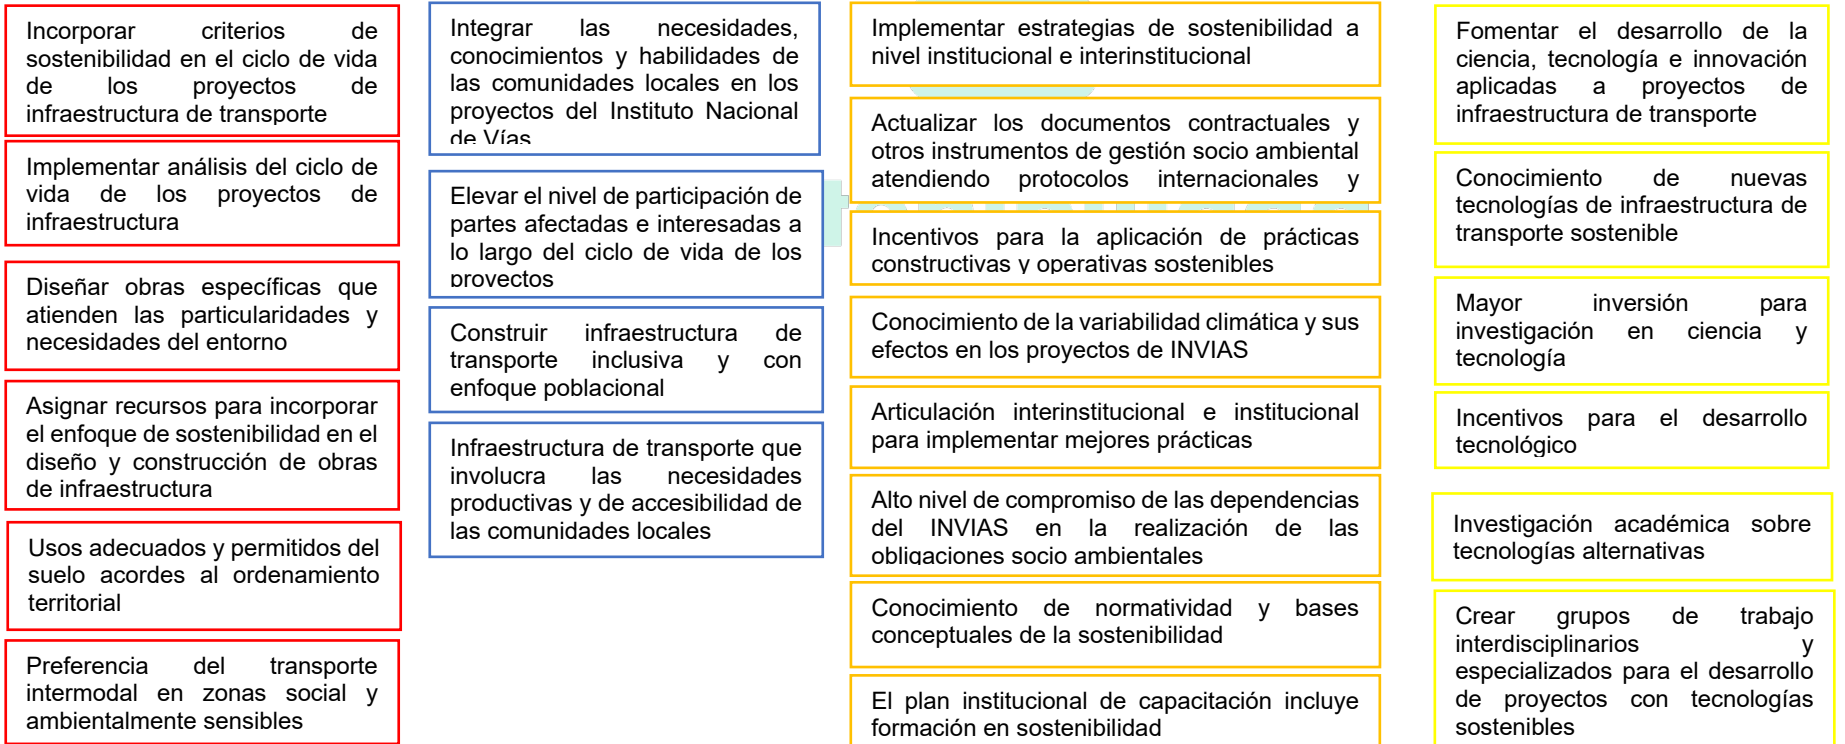 Incorporar criterios de
sostenibilidad en el ciclo de vida
de los proyectos de
infraestructura de transporte
Implementar análisis del ciclo de
vida de los proyectos de
infraestructura
Diseñar obras específicas que
atienden las particularidades y
necesidades del entorno
Asignar recursos para incorporar
el enfoque de sostenibilidad en el
diseño y construcción de obras
de infraestructura
Usos adecuados y permitidos del
suelo acordes al ordenamiento
territorial
Preferencia del transporte
intermodal en zonas social y
ambientalmente sensibles
Integrar las necesidades,
conocimientos y habilidades de
las comunidades locales en los
proyectos del Instituto Nacional
de Vías
Elevar el nivel de participación de
partes afectadas e interesadas a
lo largo del ciclo de vida de los
proyectos
Construir infraestructura de
transporte inclusiva y con
enfoque poblacional
Infraestructura de transporte que
involucra las necesidades
productivas y de accesibilidad de
las comunidades locales
Implementar estrategias de sostenibilidad a
nivel institucional e interinstitucional
Actualizar los documentos contractuales y
otros instrumentos de gestión socio ambiental
atendiendo protocolos internacionales y
Incentivos para la aplicación de prácticas
constructivas y operativas sostenibles
Conocimiento de la variabilidad climática y sus
efectos en los proyectos de INVIAS
Articulación interinstitucional e institucional
para implementar mejores prácticas
Alto nivel de compromiso de las dependencias
del INVIAS en la realización de las
obligaciones socio ambientales
Conocimiento de normatividad y bases
conceptuales de la sostenibilidad
El plan institucional de capacitación incluye
formación en sostenibilidad
Fomentar el desarrollo de la
ciencia, tecnología e innovación
aplicadas a proyectos de
infraestructura de transporte
Conocimiento de nuevas
tecnologías de infraestructura de
transporte sostenible
Mayor inversión para
investigación en ciencia y
tecnología
Incentivos para el desarrollo
tecnológico
Investigación académica sobre
tecnologías alternativas
Crear grupos de trabajo
interdisciplinarios y
especializados para el desarrollo
de proyectos con tecnologías
sostenibles